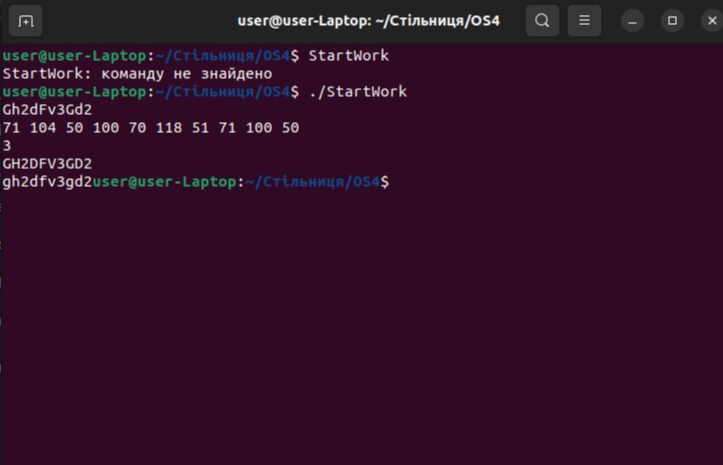 user@user-Laptop: ~/Стільниця/OS4
user@user-Laptop:~/Стільниця/OS4$ StartWork
StartWork: команду не знайдено
user@user-Laptop:~/Стільниця/OS4$ ./StartWork
Gh2dFv3Gd2
71 104 50 100 70 118 51 71 100 50
3
GH2DFV3GD2
gh2dfv3gd2user@user-Laptop:~/Стільниця/OS4$